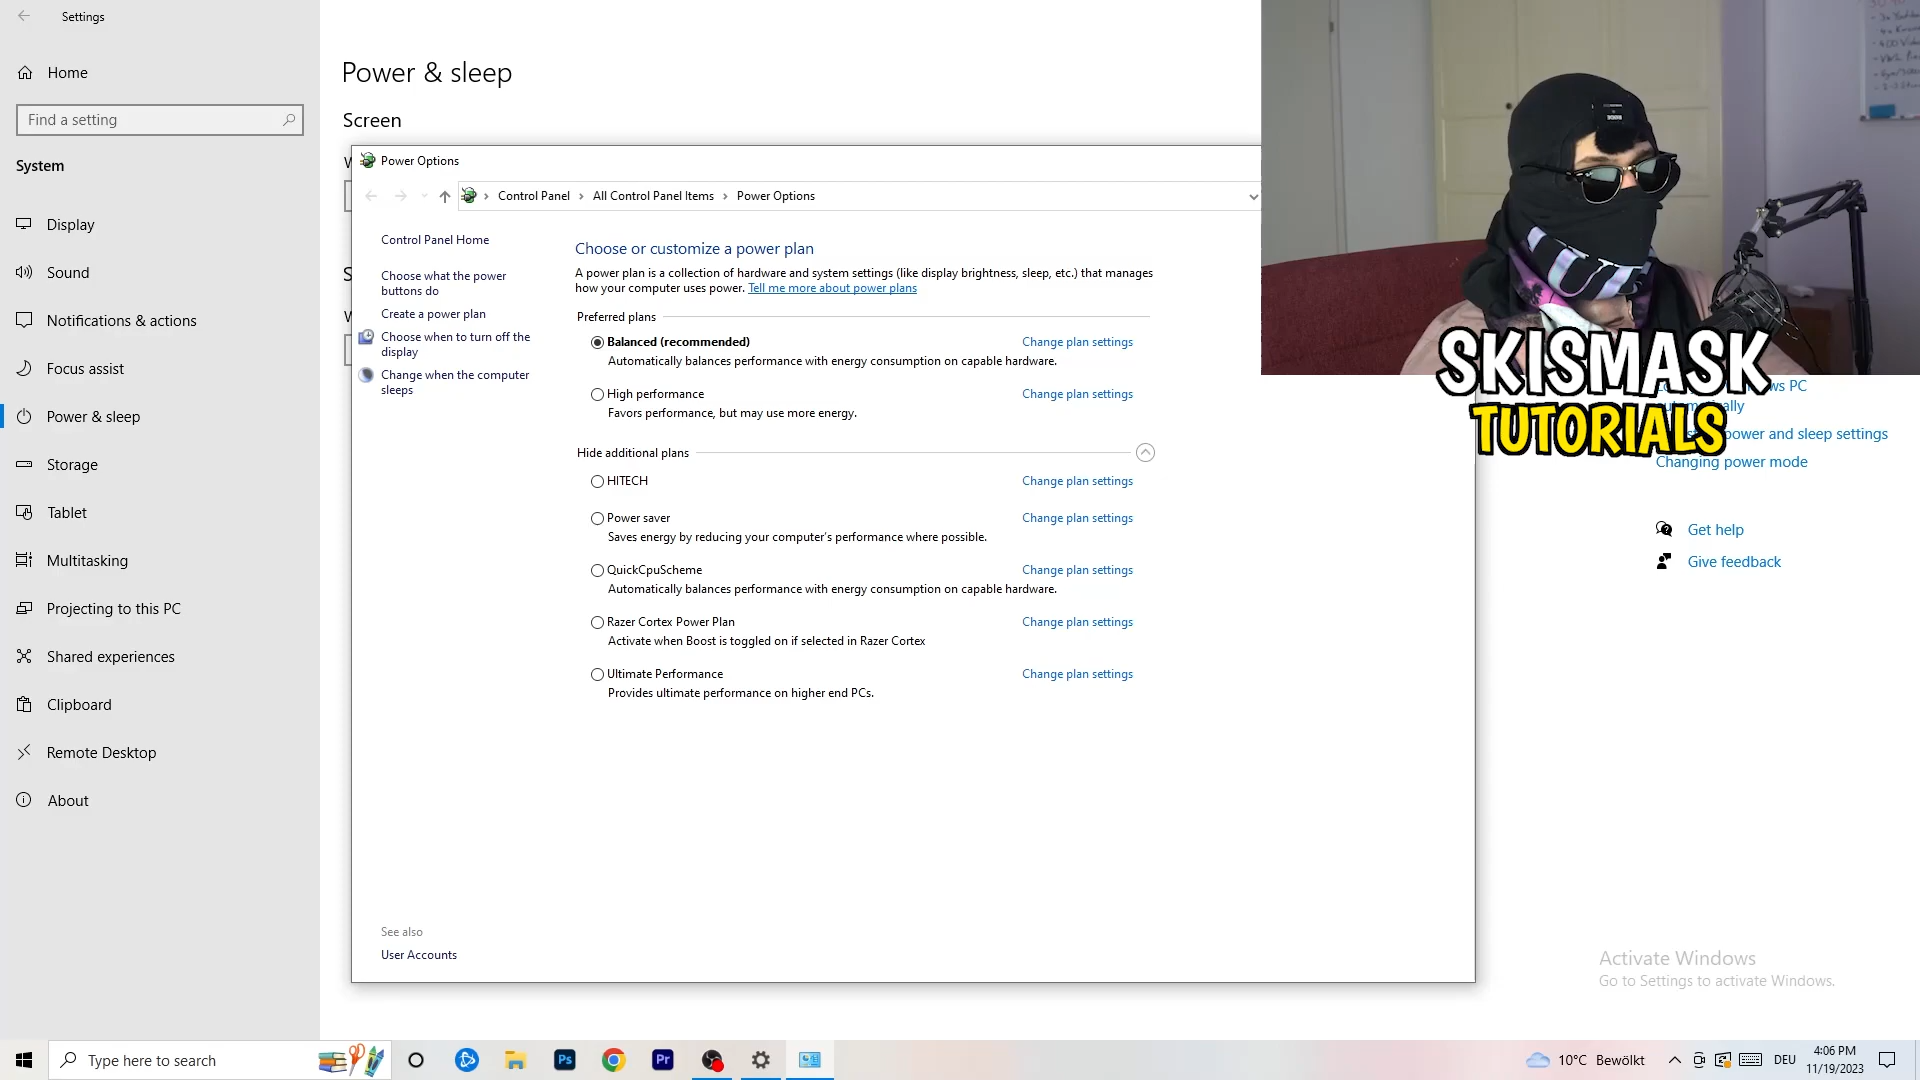 Settings
Home
Find a setting
System
Display
Sound
Notifications & actions
Focus assist
Power & sleep
Storage
Tablet
Multitasking
Projecting to this PC
Shared experiences
Clipboard
Remote Desktop
About
Power & sleep
Screen
Power Options
Control Panel
All Control Panel Items
Power Options
Control Panel Home
Choose what the power
buttons do
Create a power plan
Choose when to turn off the
display
Change when the computer
sleeps
See also
User Accounts
Choose or customize a power plan
A power plan is a collection of hardware and system settings (like display brightness, sleep, etc.) that manages
how your computer uses power. Tell me more about power plans
Preferred plans
Balanced (recommended) Change plan settings
Automatically balances performance with energy consumption on capable hardware.
High performance Change plan settings
Favors performance, but may use more energy.
Hide additional plans
HITECH Change plan settings
Power saver Change plan settings
Saves energy by reducing your computer's performance where possible.
QuickCpuScheme Change plan settings
Automatically balances performance with energy consumption on capable hardware.
Razer Cortex Power Plan Change plan settings
Activate when Boost is toggled on if selected in Razer Cortex
Ultimate Performance Change plan settings
Provides ultimate performance on higher end PCs.
SKISMASK
TUTORIALS
PC
power and sleep settings
Changing power mode
Get help
Give feedback
Activate Windows
Go to Settings to activate Windows.
Type here to search
Ps
Pr
10°C Bewölkt
DEU
4:06 PM
11/19/2023